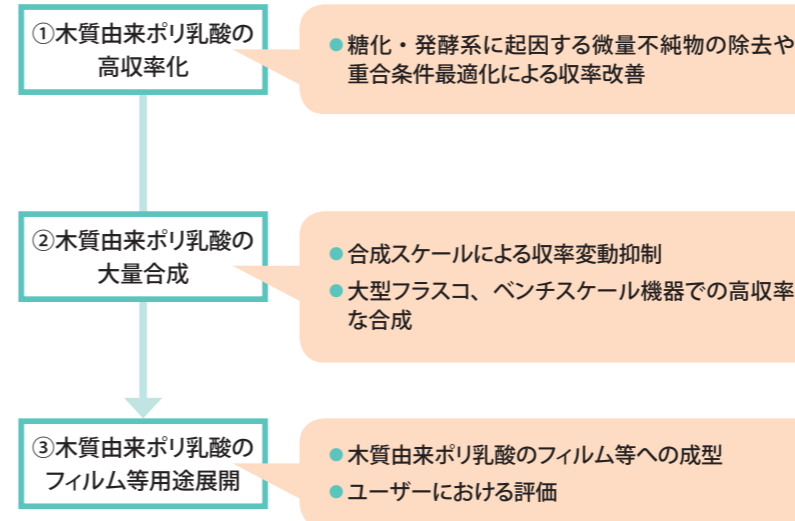 ①木質由来ポリ乳酸の
高収率化
●糖化・発酵系に起因する微量不純物の除去や
重合条件最適化による収率改善
②木質由来ポリ乳酸の
大量合成
●合成スケールによる収率変動抑制
●大型フラスコ、ベンチスケール機器での高収率
な合成
③木質由来ポリ乳酸の
フィルム等用途展開
●木質由来ポリ乳酸のフィルム等への成型
●ユーザーにおける評価